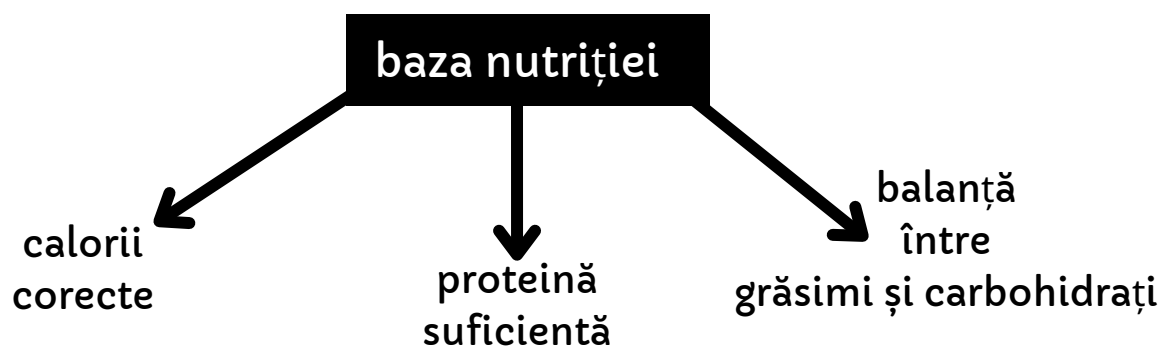 baza nutriției
calorii
corecte
proteină
suficientă
balanță
între
grăsimi și carbohidrați